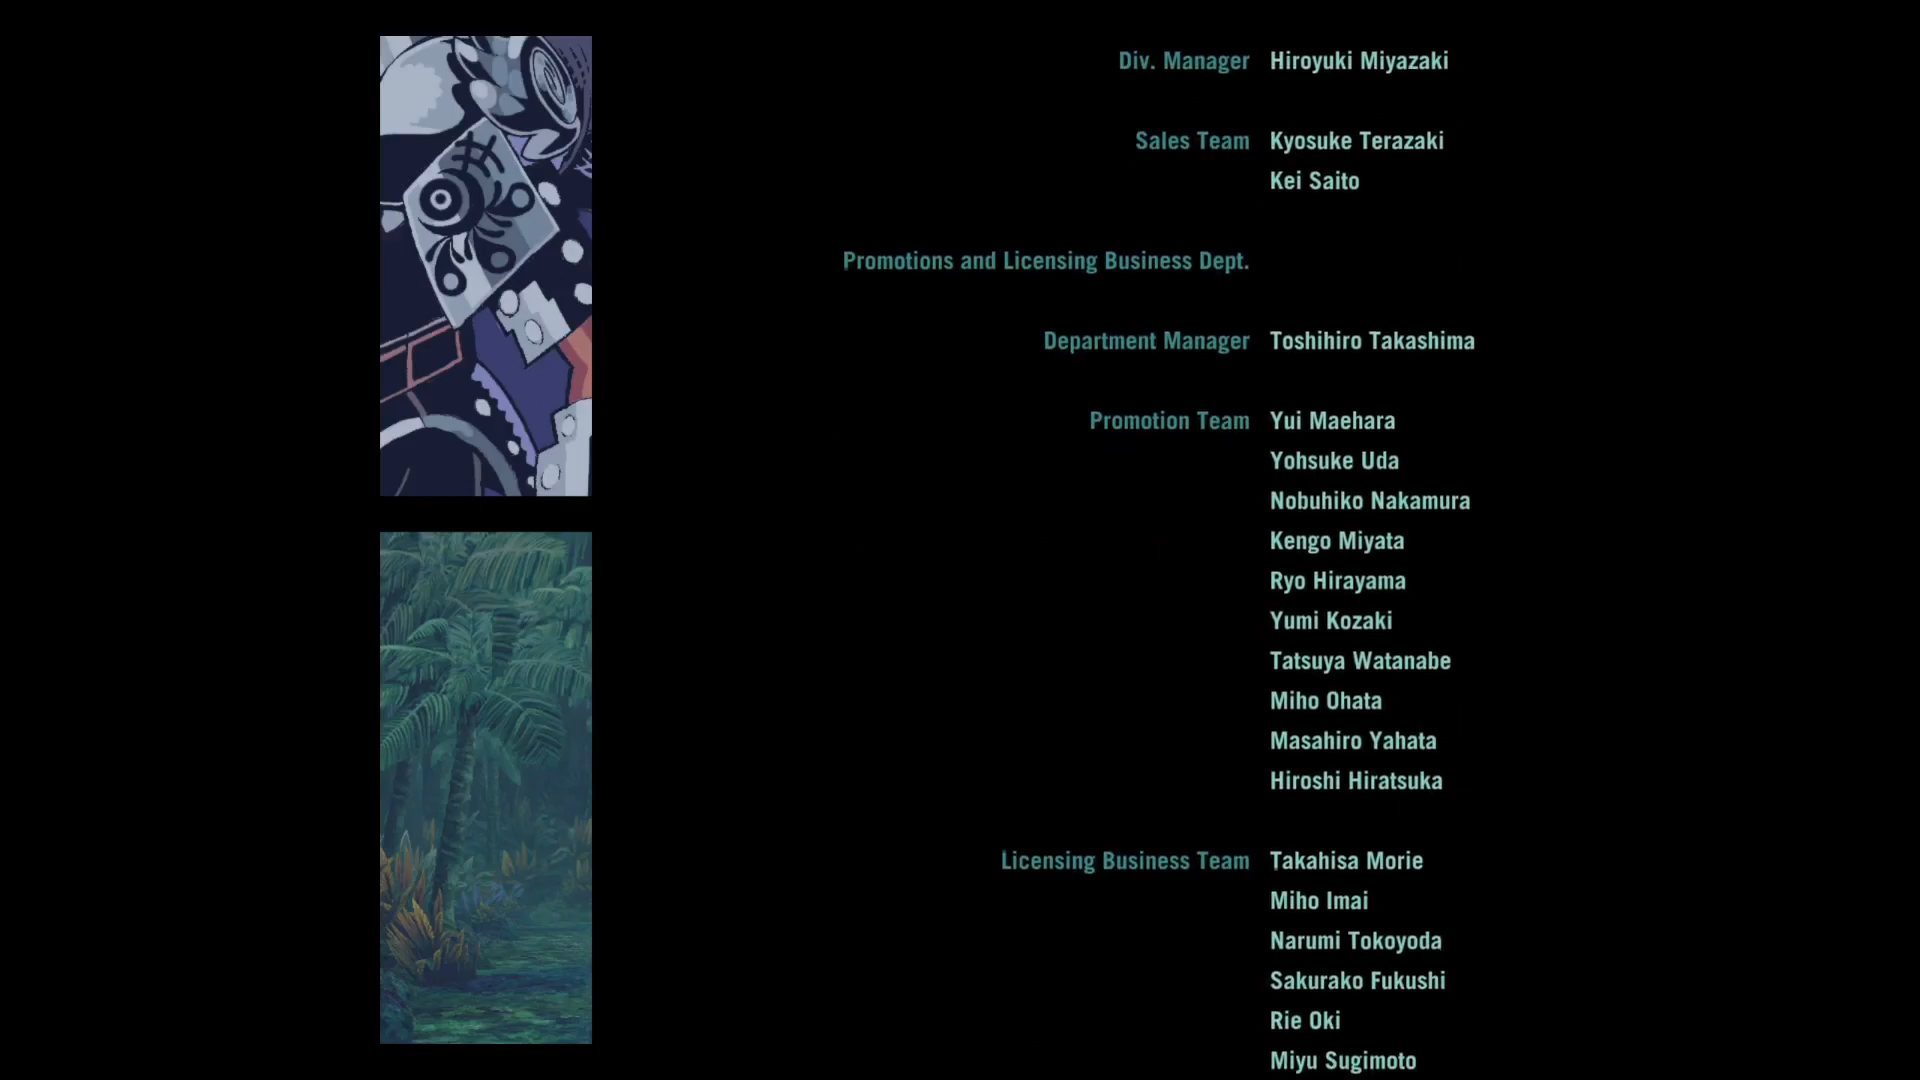 Div. Manager Hiroyuki Miyazaki
Sales Team Kyosuke Terazaki
Kei Saito
Promotions and Licensing Business Dept.
Department Manager Toshihiro Takashima
Promotion Team Yui Maehara
Yohsuke Uda
Nobuhiko Nakamura
Kengo Miyata
Ryo Hirayama
Yumi Kozaki
Tatsuya Watanabe
Miho Ohata
Masahiro Yahata
Hiroshi Hiratsuka
Licensing Business Team Takahisa Morie
Miho Imai
Narumi Tokoyoda
Sakurako Fukushi
Rie Oki
Miyu Sugimoto